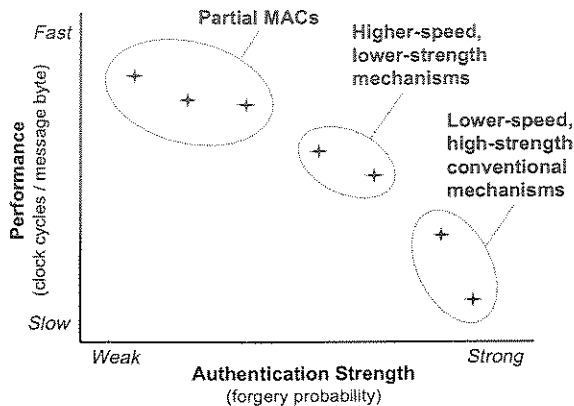 Partial MACs
Fast
Higher-speed,
lower-strength
mechanisms
Lower-speed,
high-strength
conventional
mechanisms
Performance
(clock cycles / message byte)
Slow
Weak
Strong
Authentication Strength
(forgery probability)